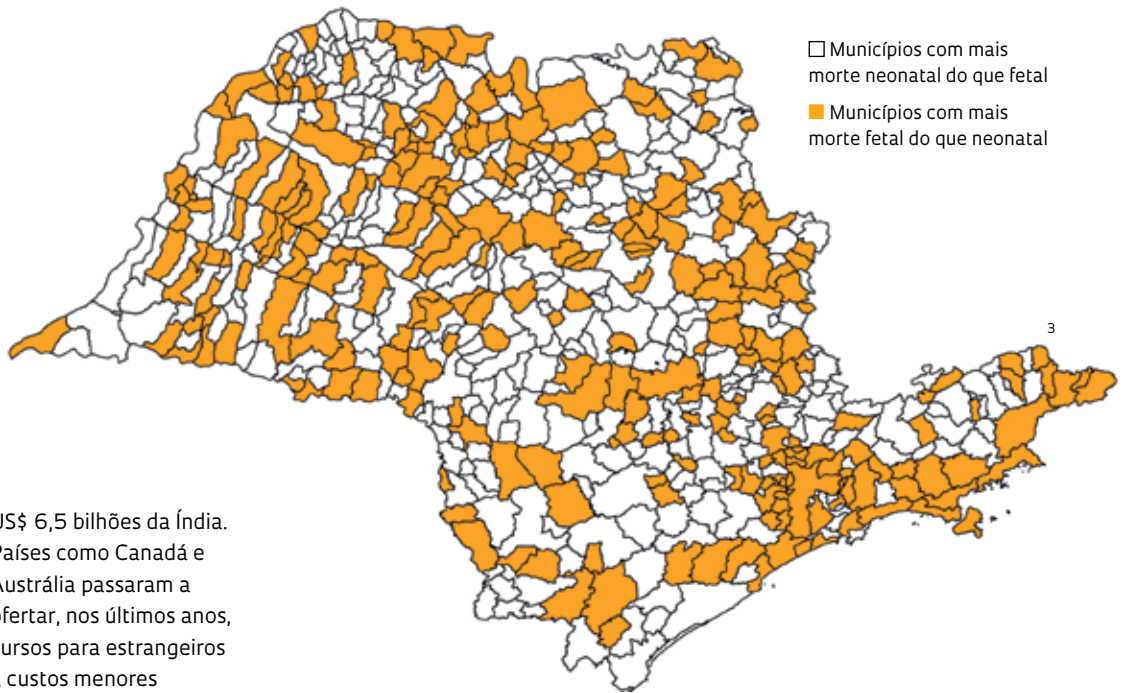 Municípios com mais
morte neonatal do que fetal
Municípios com mais
morte fetal do que neonatal
3
US$ 6,5 bilhões da Índia.
Países como Canadá e
Austrália passaram a
ofertar, nos últimos anos,
cursos para estrangeiros
a custos menores